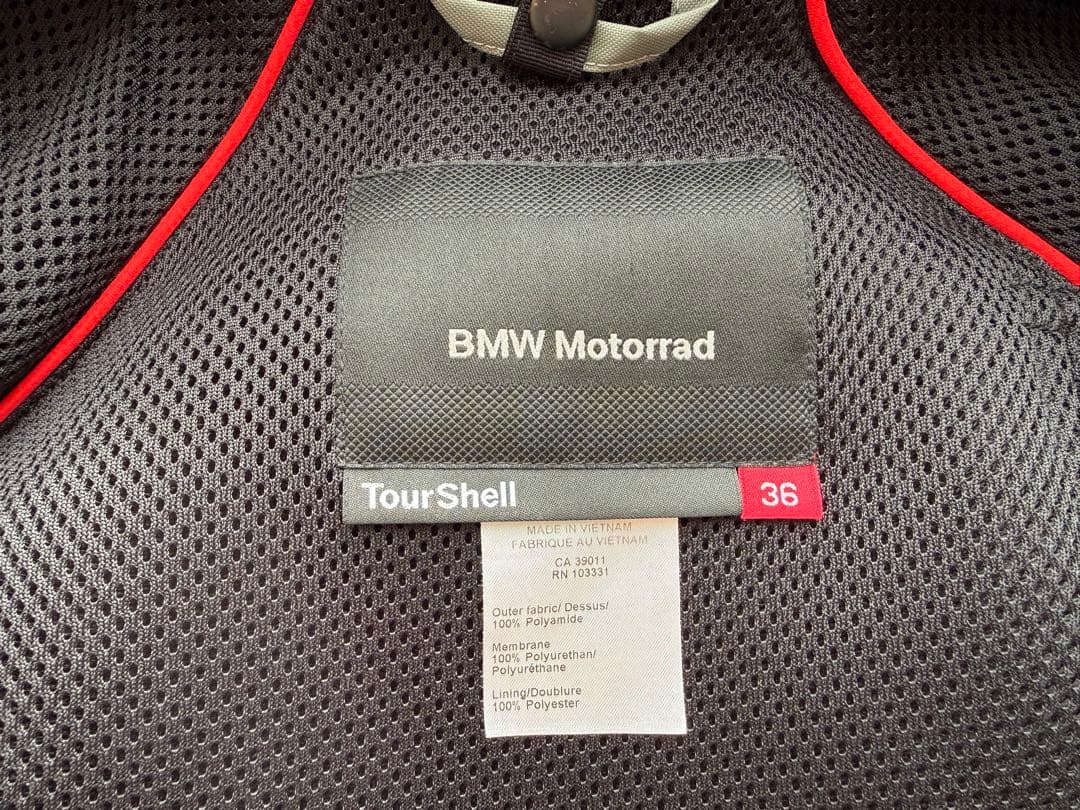 BMW Motorrad
TourShell
36
MADE IN VIETNAM
FABRIQUE AU VIETNAM
CA 39011
RN 103331
Outer fabric/ Dessus/
100% Polyamide
Membrane
100% Polyurethan/
Polyuréthane
Lining/Doublure
100% Polyester